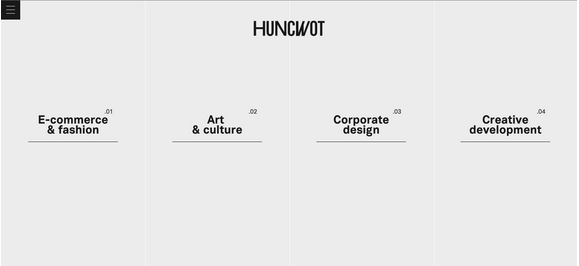 HUNCWOT
.01
E-commerce
& fashion
.02
Art
& culture
.03
Corporate
design
.04
Creative
development